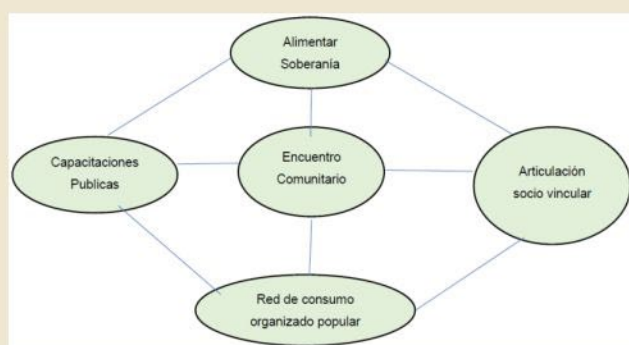 Alimentar
Soberanía
Capacitaciones
Publicas
Encuentro
Comunitario
Articulación
socio vincular
Red de consumo
organizado popular